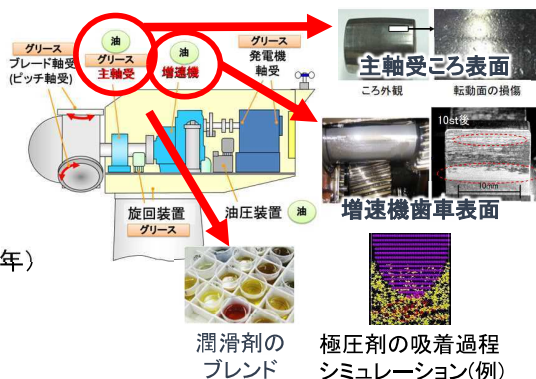 油
グリース
主軸受
油
増速機
グリース
発電機
軸受
グリース
ブレード軸受
(ピッチ軸受)
旋回装置
グリース
油圧装置
油
主軸受ころ表面
ころ外観
転動面の損傷
10st後
10mm
増速機歯車表面
年)
潤滑剤の
ブレンド
極圧剤の吸着過程
シミュレーション(例)